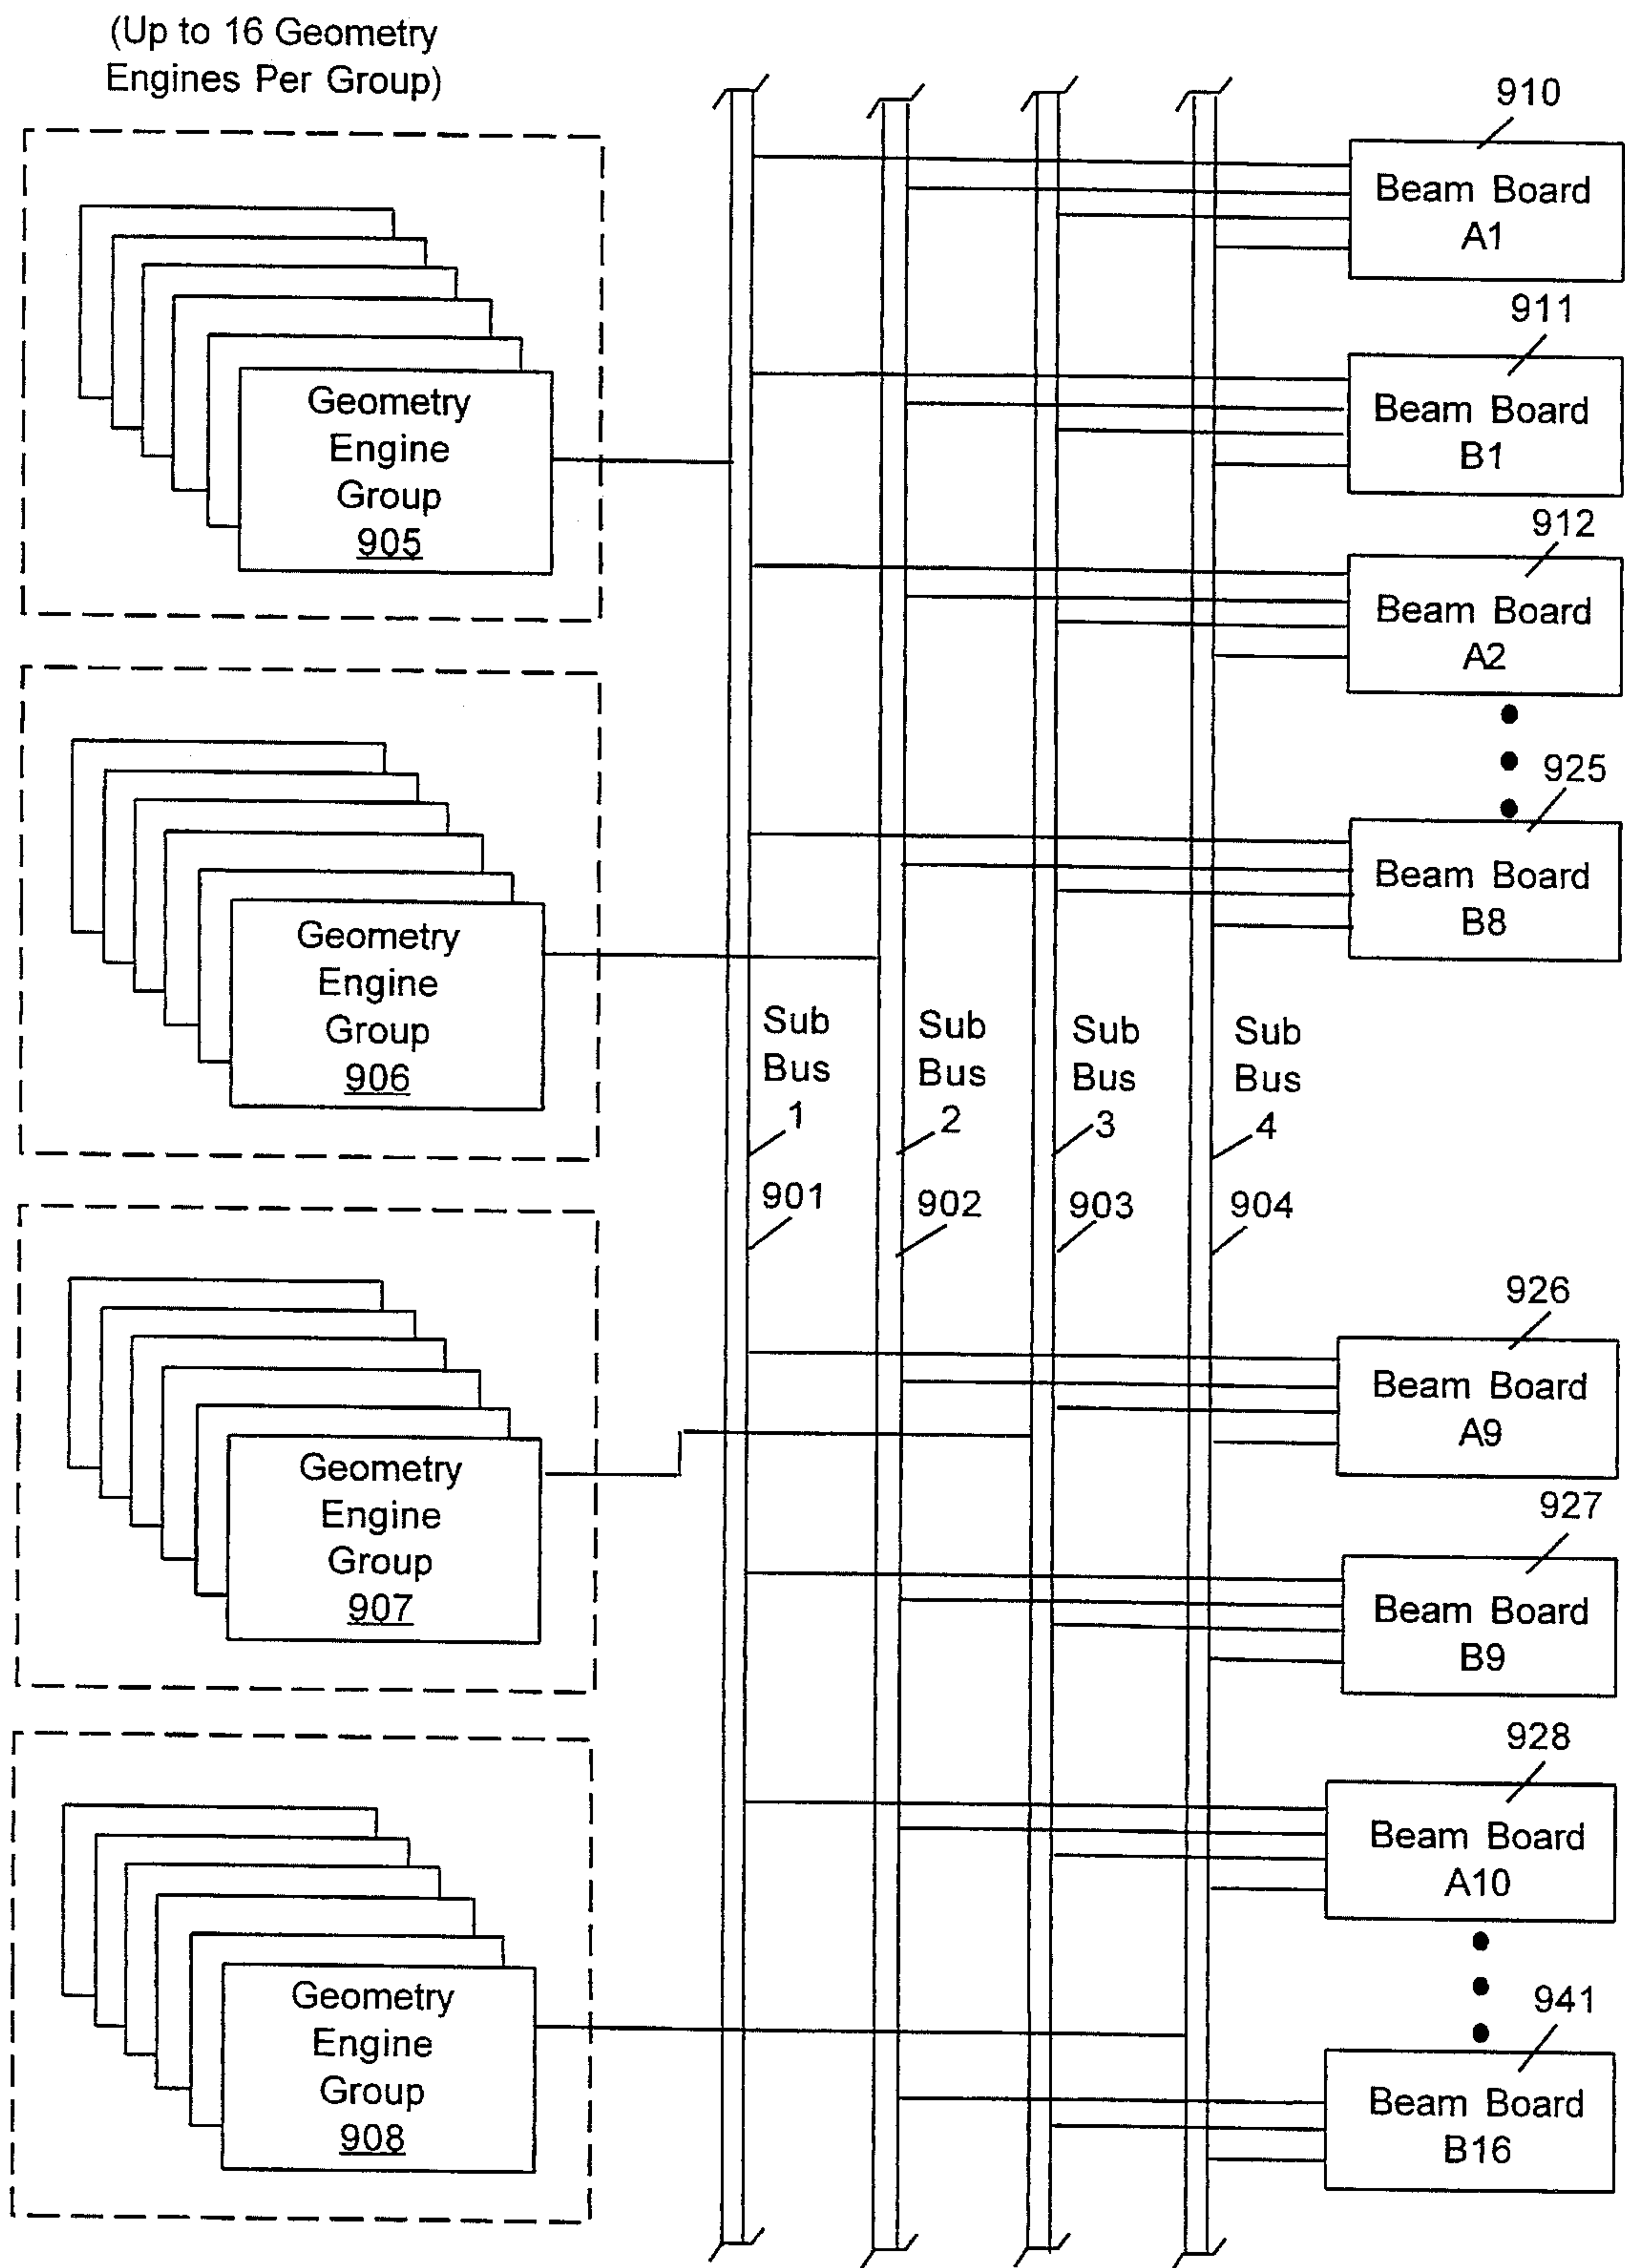 (Up to 16 Geometry
Engines Per Group)
Geometry
Engine
Group
905
Geometry
Engine
Group
906
Geometry
Engine
Group
907
Geometry
Engine
Group
908
Sub
Bus
1
901
Sub
Bus
2
902
Sub
Bus
3
903
Sub
Bus
4
904
910
Beam Board
A1
911
Beam Board
B1
912
Beam Board
A2
925
Beam Board
B8
926
Beam Board
A9
927
Beam Board
B9
928
Beam Board
A10
941
Beam Board
B16